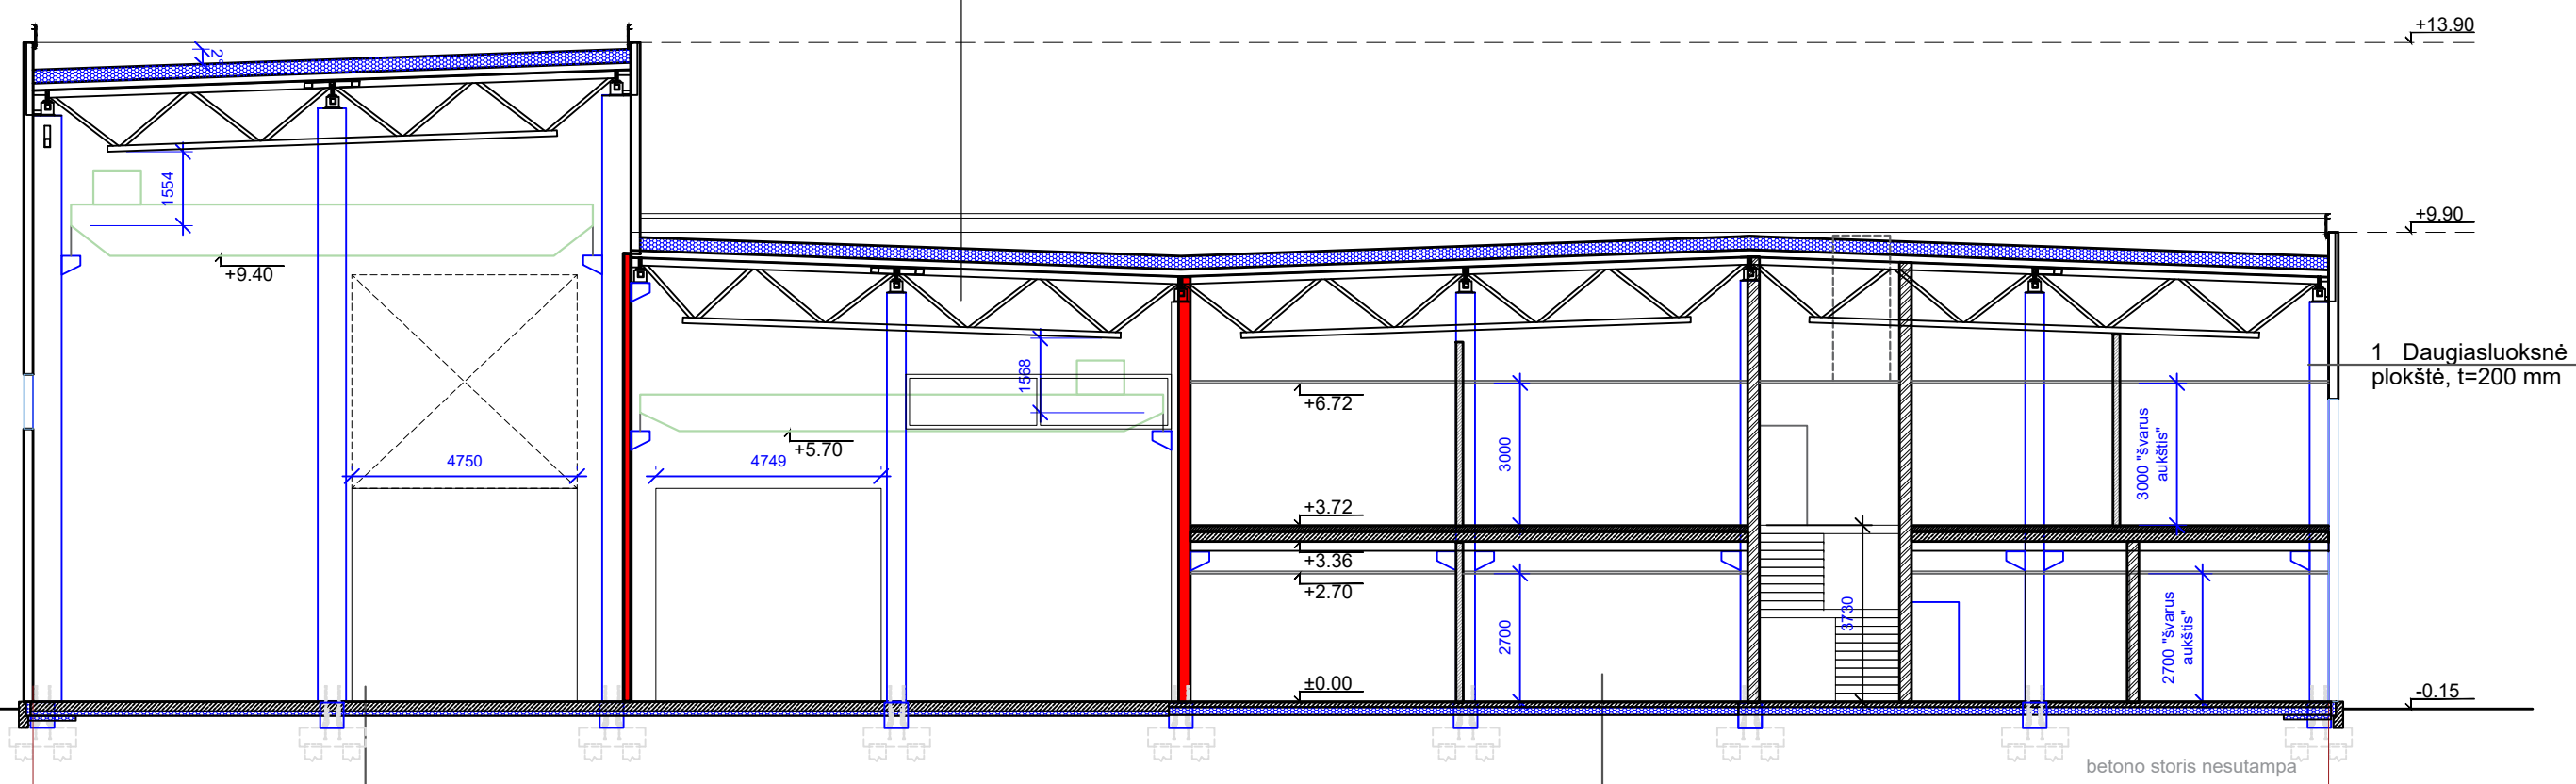 +13.90
2°
1554
+9.40
+9.90
1568
1 Daugiasluoksnė
plokštė, t=200 mm
+6.72
+5.70
4750
4749
3000
3000 "švarus
aukštis"
+3.72
+3.36
+2.70
2700
3730
2700 "švarus
aukštis"
±0.00
-0.15
betono storis nesutampa